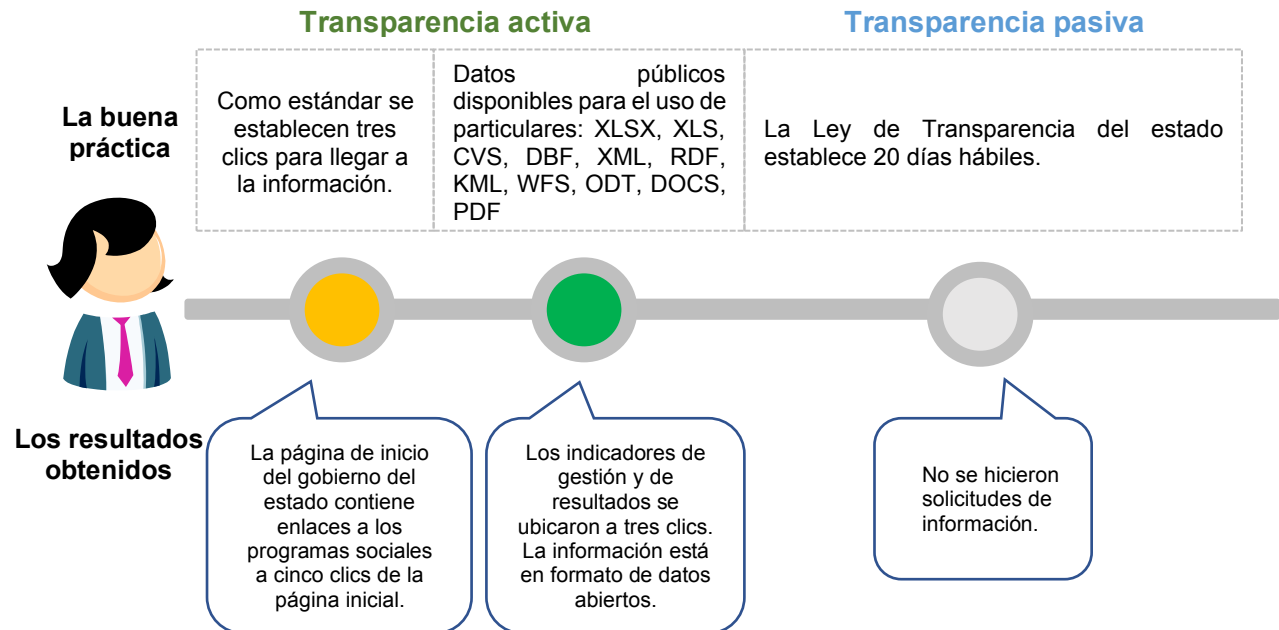 Transparencia activa
Transparencia pasiva
La buena
práctica
Como estándar se
establecen tres
clics para llegar a
la información.
Datos públicos
disponibles para el uso de
particulares: XLSX, XLS,
CVS, DBF, XML, RDF,
KML, WFS, ODT, DOCS,
PDF
La Ley de Transparencia del estado
establece 20 días hábiles.
Los resultados
obtenidos
La página de inicio
del gobierno del
estado contiene
enlaces a los
programas sociales
a cinco clics de la
página inicial.
Los indicadores de
gestión y de
resultados se
ubicaron a tres clics.
La información está
en formato de datos
abiertos.
No se hicieron
solicitudes de
información.